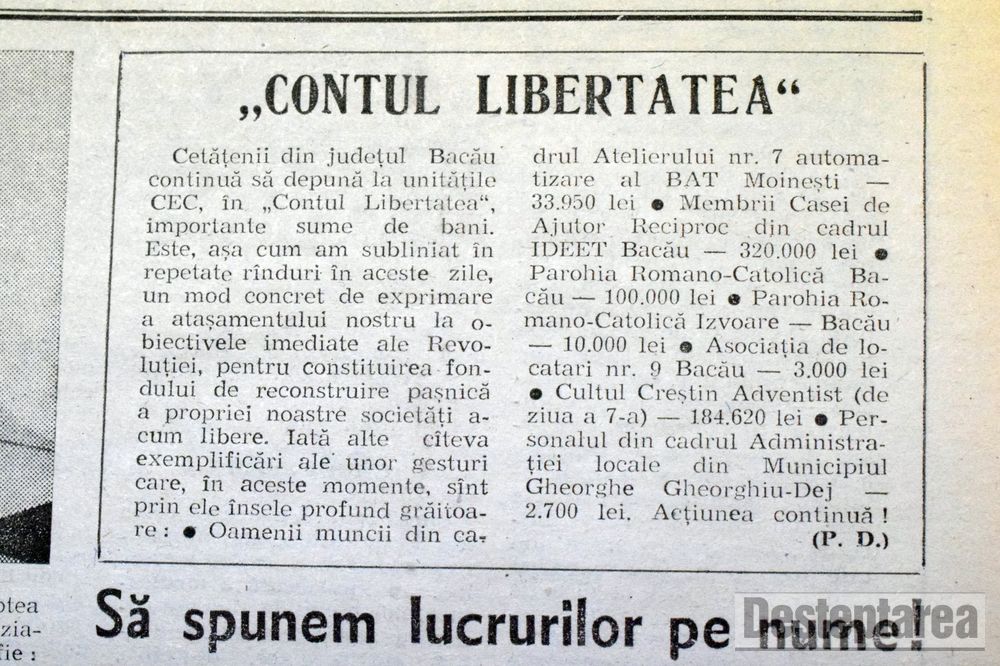 „CONTUL LIBERTATEA“
Cetățenii din județul Bacău
continuă să depună la unitățile
CEC, în „Contul Libertatea“,
importante sume de bani.
Este, așa cum am subliniat în
repetate rînduri în aceste zile,
un mod concret de exprimare
a atașamentului nostru la o-
biectivele imediate ale Revo-
luției, pentru constituirea fon-
dului de reconstruire pașnică
a propriei noastre societăți a-
cum libere. Iată alte cîteva
exemplificări ale unor gesturi
care, în aceste momente, sînt
prin ele însele profund grăitoa-
re : ● Oamenii muncii din ca-
drul Atelierului nr. 7 automa-
tizare al BAT Moinești —
33.950 lei ● Membrii Casei de
Ajutor Reciproc din cadrul
IDEET Bacău — 320.000 lei ●
Parohia Romano-Catolică Ba-
cău — 100.000 lei ● Parohia Ro-
mano-Catolică Izvoare — Bacău
— 10.000 lei ● Asociația de lo-
catari nr. 9 Bacău — 3.000 lei
● Cultul Creștin Adventist (de
ziua a 7-a) — 184.620 lei ● Per-
sonalul din cadrul Administra-
ției locale din Municipiul
Gheorghe Gheorghiu-Dej —
2.700 lei. Acțiunea continuă !
(P. D.)
Să spunem lucrurilor pe nume !
Desteptarea
zia-
fie :